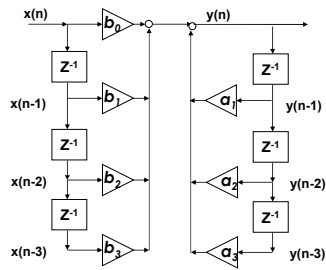 x(n) b0 y(n)
Z-1 Z-1
x(n-1) b1 a1 y(n-1)
Z-1 Z-1
x(n-2) b2 a2 y(n-2)
Z-1 Z-1
x(n-3) b3 a3 y(n-3)